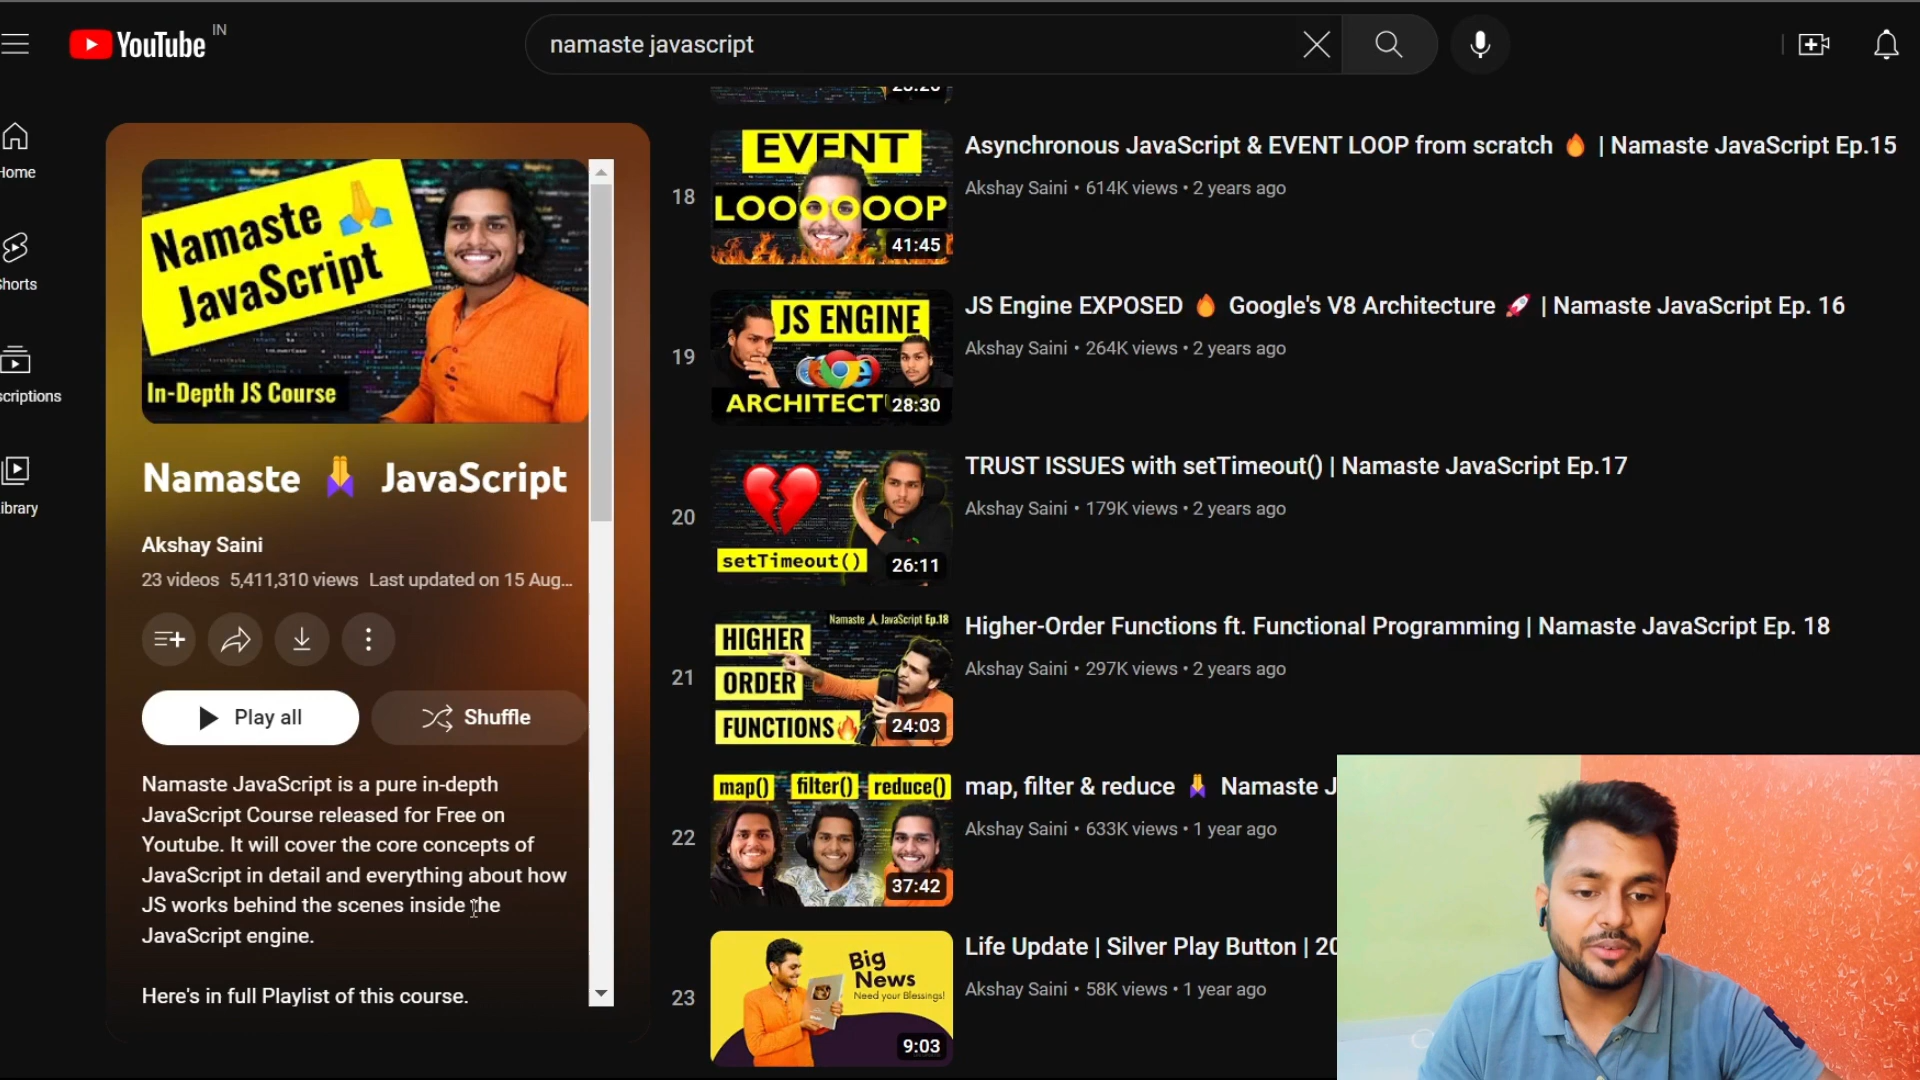 YouTube IN
namaste javascript
Home
Shorts
scriptions
ibrary
Namaste 🙏
JavaScript
In-Depth JS Course
Namaste 🙏 JavaScript
Akshay Saini
23 videos 5,411,310 views Last updated on 15 Aug...
Play all
Shuffle
Namaste JavaScript is a pure in-depth
JavaScript Course released for Free on
Youtube. It will cover the core concepts of
JavaScript in detail and everything about how
JS works behind the scenes inside the
JavaScript engine.
Here's in full Playlist of this course.
23:20
18
EVENT
LOOOOOOP
41:45
Asynchronous JavaScript & EVENT LOOP from scratch 🔥 | Namaste JavaScript Ep.15
Akshay Saini • 614K views • 2 years ago
19
JS ENGINE
ARCHITECT
28:30
JS Engine EXPOSED 🔥 Google's V8 Architecture 🚀 | Namaste JavaScript Ep. 16
Akshay Saini • 264K views • 2 years ago
20
setTimeout()
26:11
TRUST ISSUES with setTimeout() | Namaste JavaScript Ep.17
Akshay Saini • 179K views • 2 years ago
21
Namaste 🙏 JavaScript Ep.18
HIGHER
ORDER
FUNCTIONS🔥
24:03
Higher-Order Functions ft. Functional Programming | Namaste JavaScript Ep. 18
Akshay Saini • 297K views • 2 years ago
22
map() filter() reduce()
37:42
map, filter & reduce 🙏 Namaste J
Akshay Saini • 633K views • 1 year ago
23
Big
News
Need your Blessings!
9:03
Life Update | Silver Play Button | 20
Akshay Saini • 58K views • 1 year ago